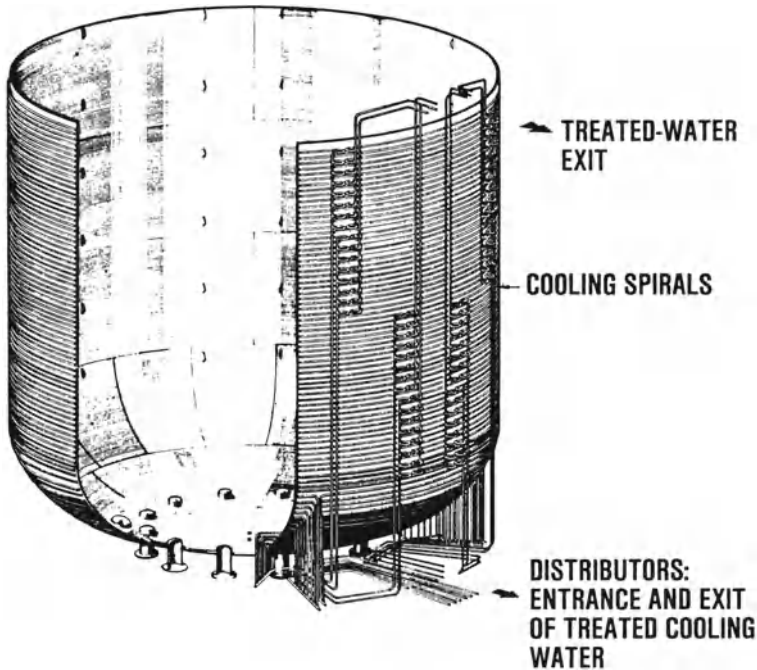 TREATED-WATER
EXIT
COOLING SPIRALS
DISTRIBUTORS:
ENTRANCE AND EXIT
OF TREATED COOLING
WATER